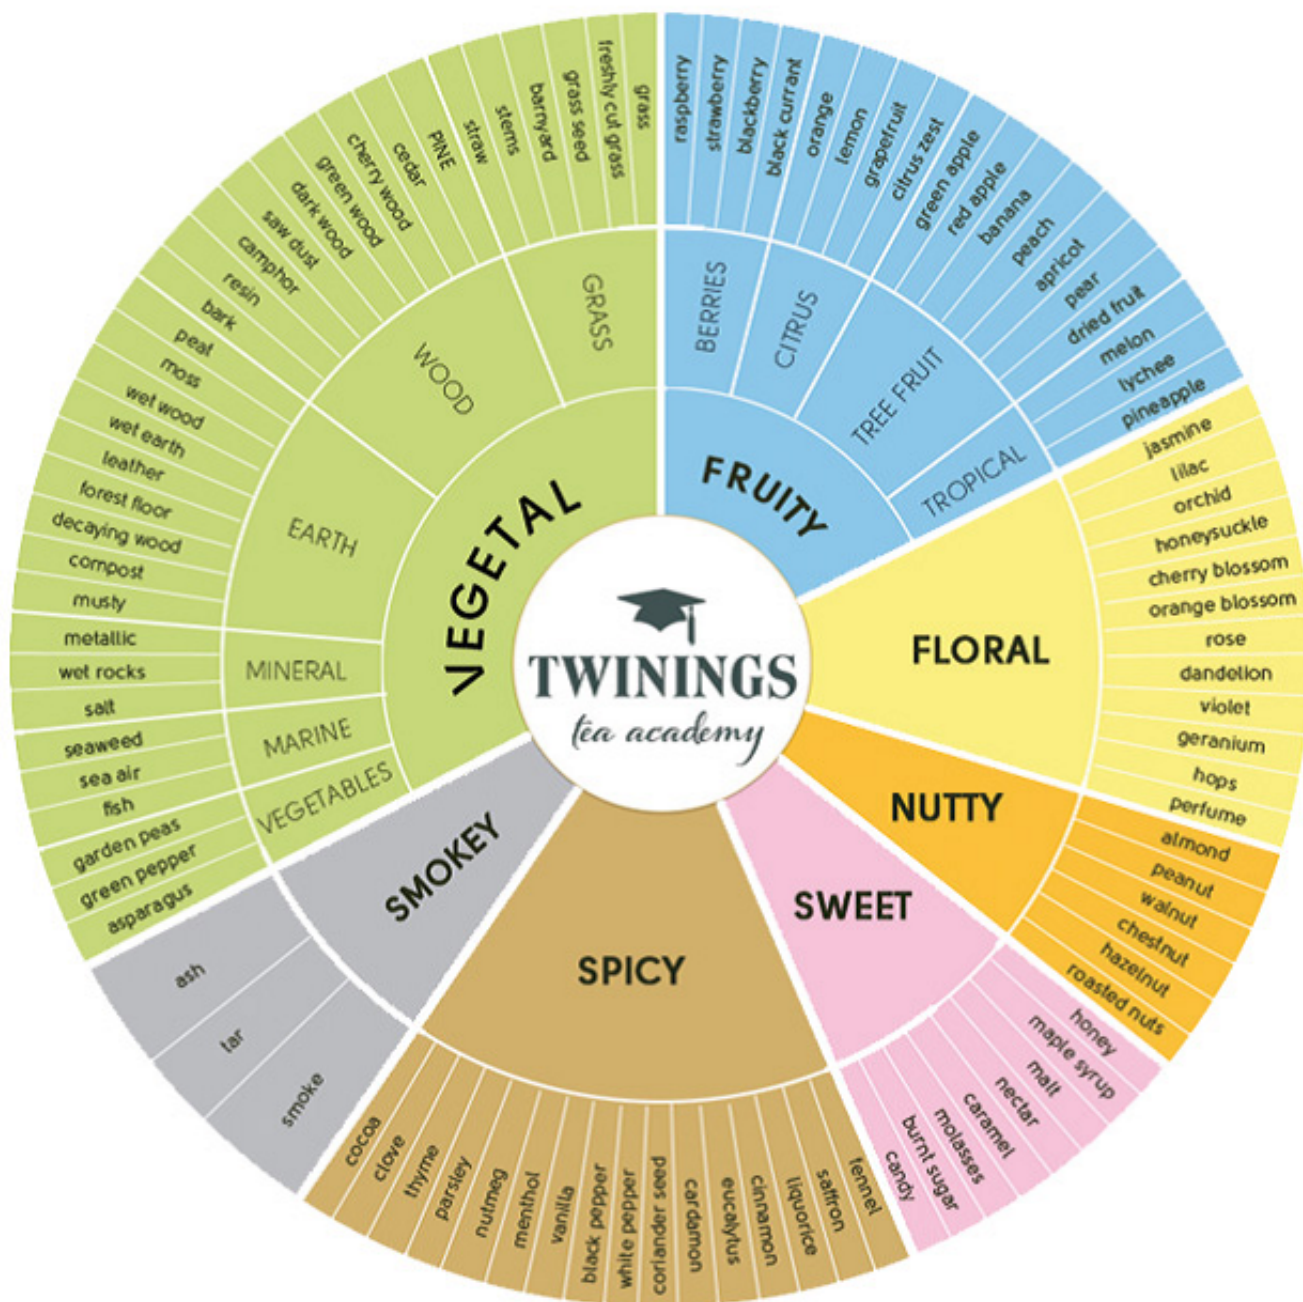 TWININGS
tea academy
FRUITY
BERRIES
raspberry
strawberry
blackberry
black currant
CITRUS
orange
lemon
grapefruit
citrus zest
TREE FRUIT
green apple
red apple
banana
peach
apricot
pear
dried fruit
TROPICAL
melon
lychee
pineapple
FLORAL
jasmine
lilac
orchid
honeysuckle
cherry blossom
orange blossom
rose
dandelion
violet
geranium
hops
perfume
NUTTY
almond
peanut
walnut
chestnut
hazelnut
roasted nuts
SWEET
honey
maple syrup
malt
nectar
caramel
molasses
burnt sugar
candy
SPICY
fennel
saffron
liquorice
cinnamon
eucalytus
cardamon
coriander seed
white pepper
black pepper
vanilla
menthol
nutmeg
parsley
thyme
clove
cocoa
SMOKEY
smoke
tar
ash
VEGETAL
VEGETABLES
asparagus
green pepper
garden peas
MARINE
fish
sea air
seaweed
MINERAL
salt
wet rocks
metallic
EARTH
musty
compost
decaying wood
forest floor
leather
wet earth
wet wood
moss
peat
WOOD
bark
resin
camphor
saw dust
dark wood
green wood
cherry wood
cedar
PINE
GRASS
straw
stems
barnyard
grass seed
freshly cut grass
grass